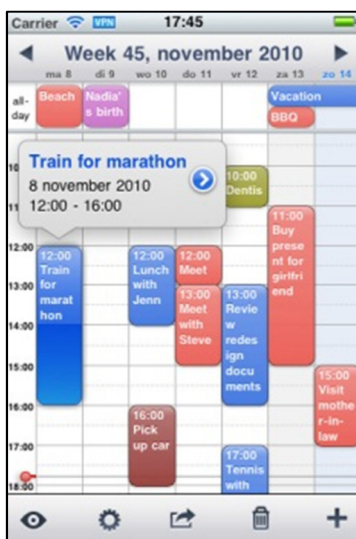 Carrier VPN 17:45
Week 45, november 2010
ma 8 di 9 wo 10 do 11 vr 12 za 13 zo 14
all-day
Beach
Nadia's birth
Vacation
BBQ
Train for marathon
8 november 2010
12:00 - 16:00
10:00
Dentis
11:00
Buy
prese
nt for
girlfri
end
12:00
13:00
14:00
15:00
16:00
17:00
18:00
12:00
Train
for
marat
hon
12:00
Lunch
with
Jenn
12:00
Meet
13:00
Meet
with
Steve
13:00
Revie
w
redes
ign
docu
ments
15:00
Visit
mothe
r-in-
law
16:00
Pick
up car
17:00
Tennis
with